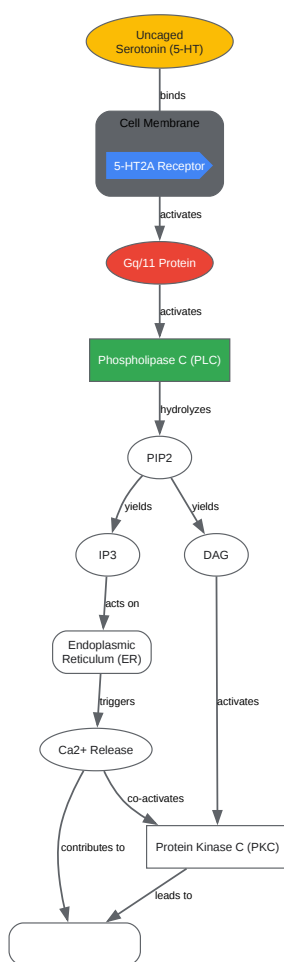 Uncaged
Serotonin (5-HT)
binds
Cell Membrane
5-HT2A Receptor
activates
Gq/11 Protein
activates
Phospholipase C (PLC)
hydrolyzes
PIP2
yields
yields
IP3
DAG
acts on
Endoplasmic
Reticulum (ER)
triggers
activates
Ca2+ Release
co-activates
contributes to
Protein Kinase C (PKC)
leads to